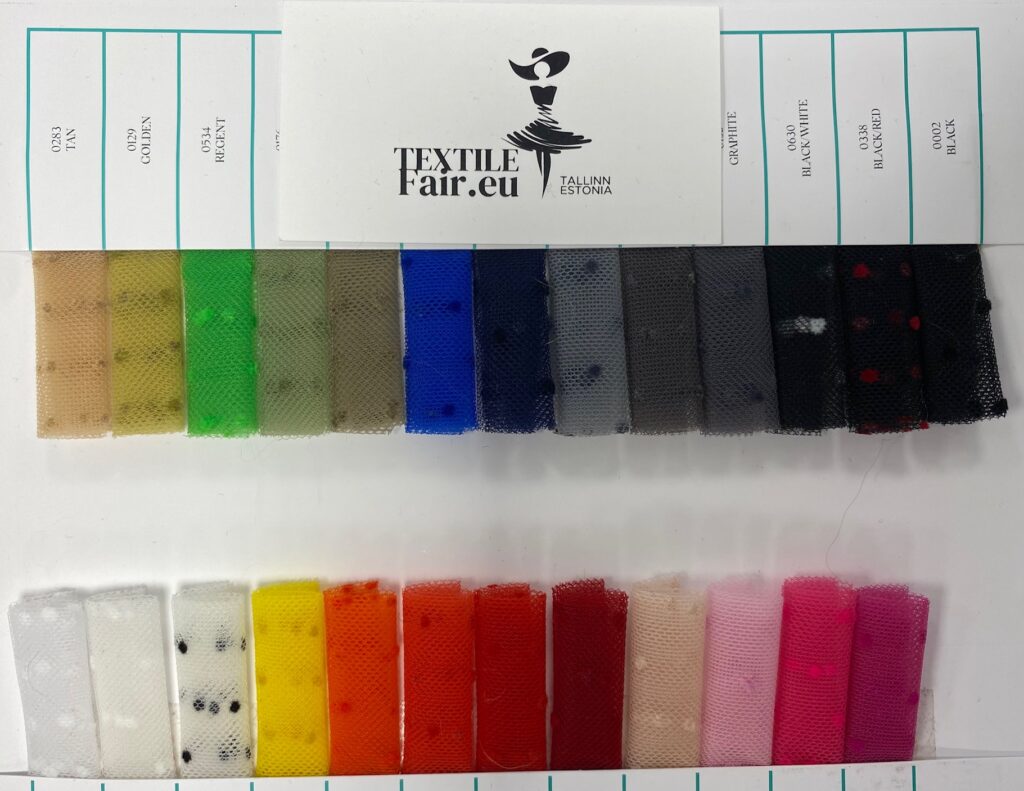 0283
TAN
0129
GOLDEN
0534
REGENT
TEXTILE
Fair.eu
TALLINN
ESTONIA
GRAPHITE
0630
BLACK/WHITE
0338
BLACK/RED
0002
BLACK